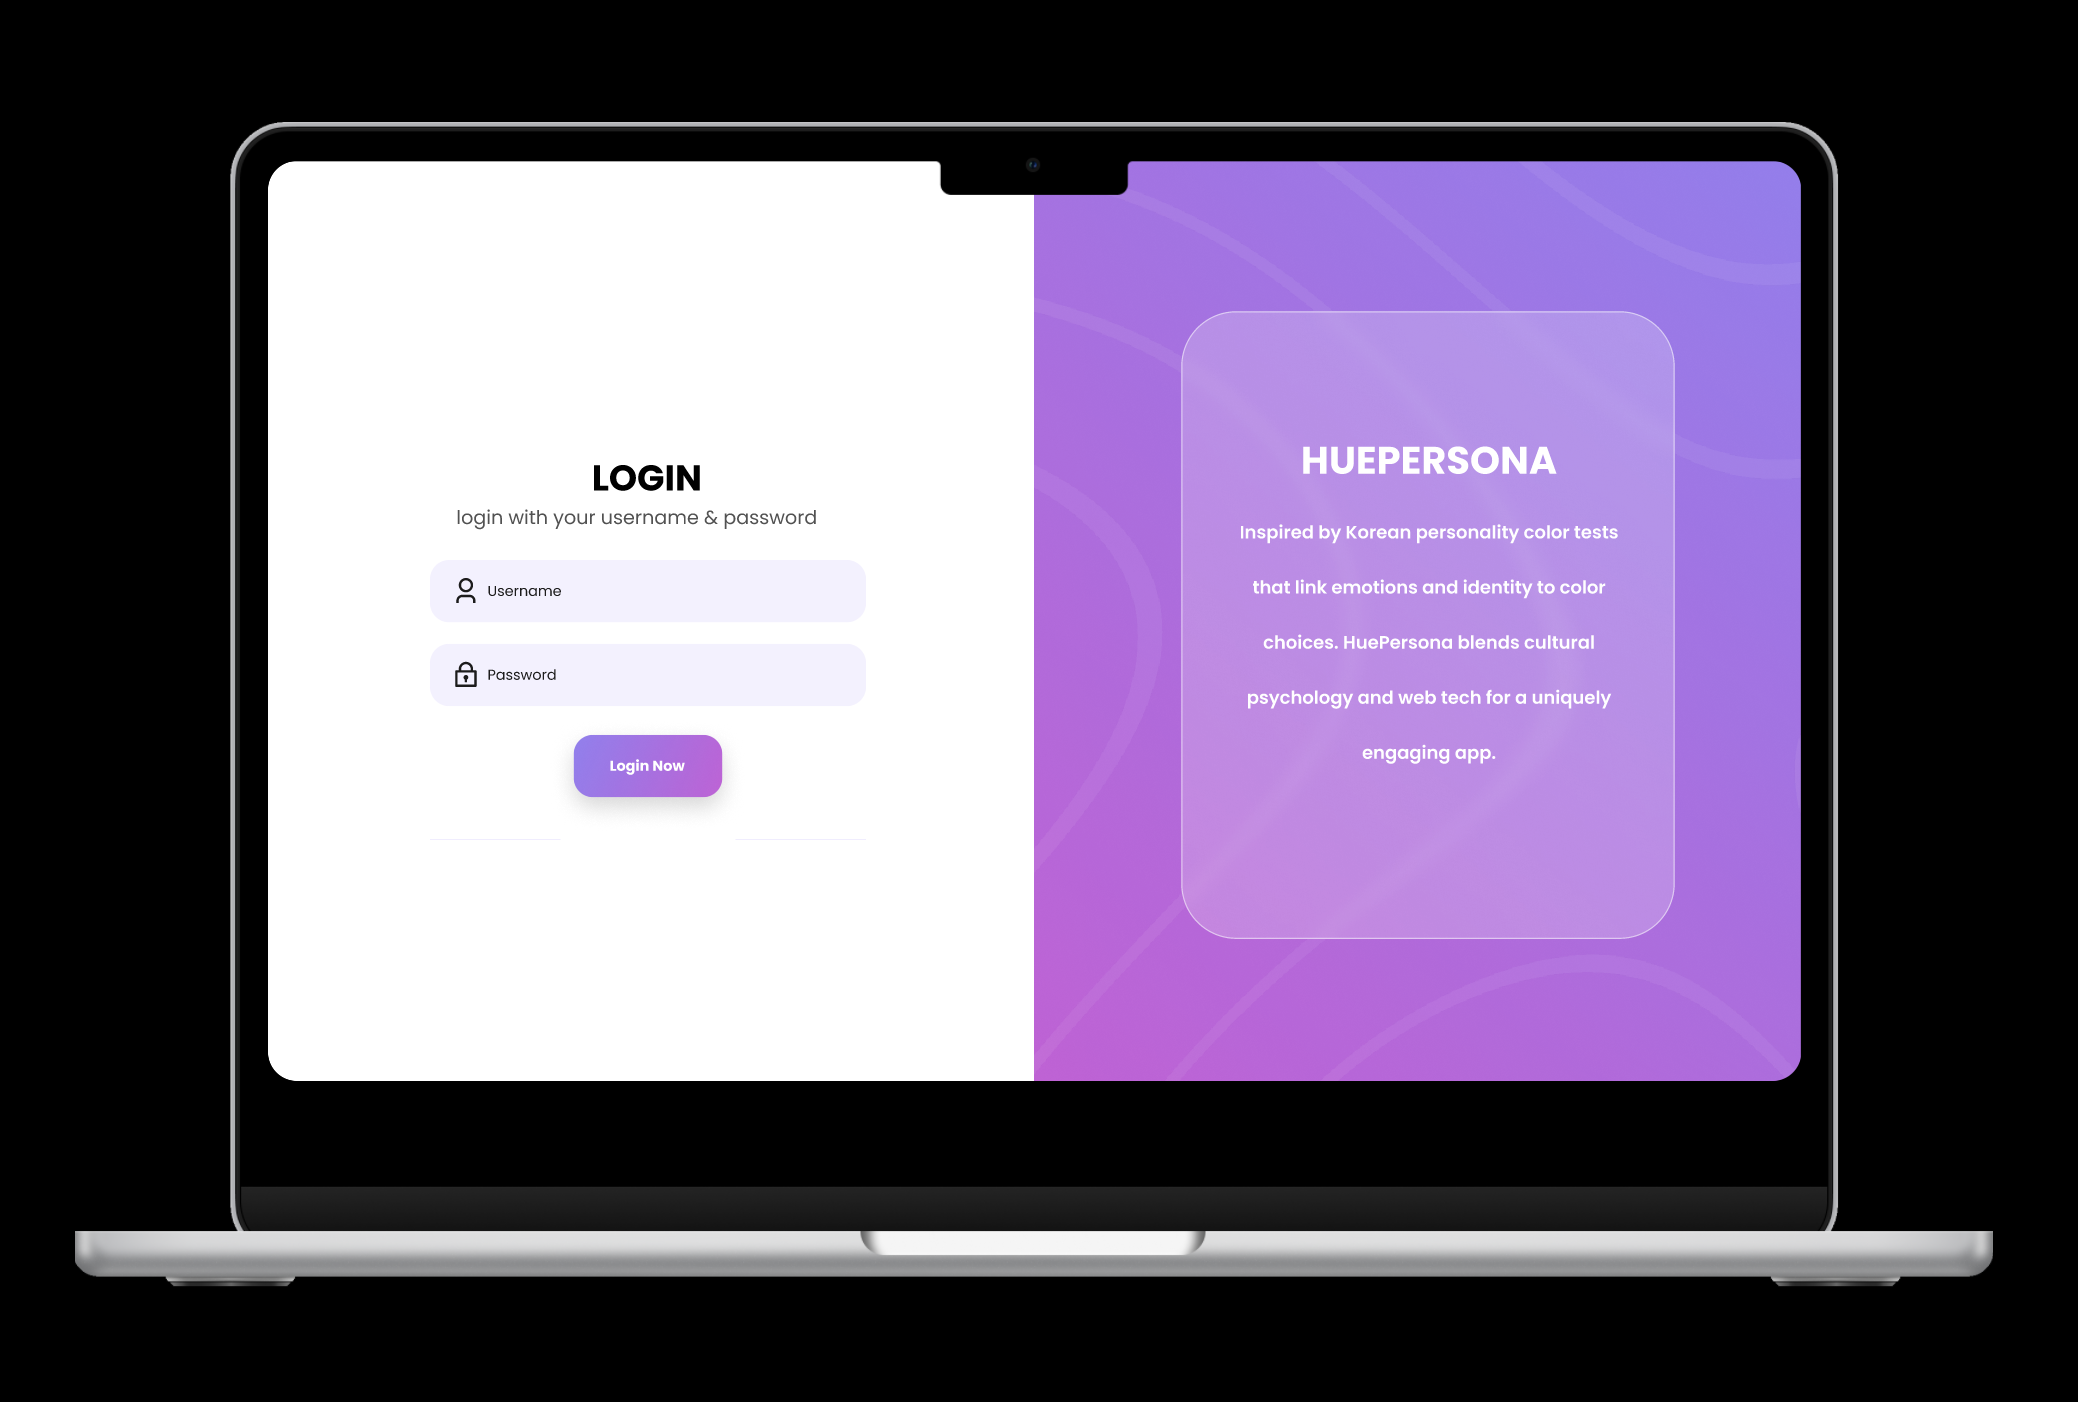 LOGIN
login with your username & password
Username
Password
Login Now
HUEPERSONA
Inspired by Korean personality color tests
that link emotions and identity to color
choices. HuePersona blends cultural
psychology and web tech for a uniquely
engaging app.